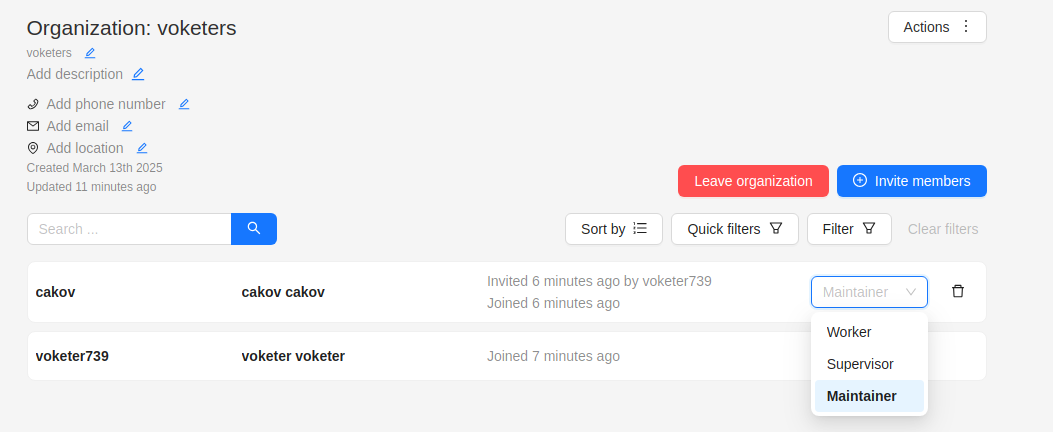 Organization: voketers
Actions
voketers
Add description
Add phone number
Add email
Add location
Created March 13th 2025
Updated 11 minutes ago
Leave organization
Invite members
Search ...
Sort by
Quick filters
Filter
Clear filters
cakov
cakov cakov
Invited 6 minutes ago by voketer739
Joined 6 minutes ago
Maintainer
voketer739
voketer voketer
Joined 7 minutes ago
Worker
Supervisor
Maintainer